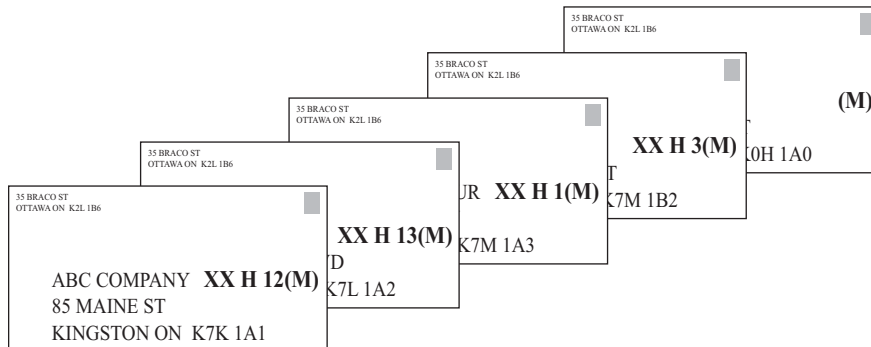 35 BRACO ST
OTTAWA ON K2L 1B6
(M)
K0H 1A0
35 BRACO ST
OTTAWA ON K2L 1B6
XX H 3(M)
T
K7M 1B2
35 BRACO ST
OTTAWA ON K2L 1B6
UR XX H 1(M)
K7M 1A3
35 BRACO ST
OTTAWA ON K2L 1B6
XX H 13(M)
D
K7L 1A2
35 BRACO ST
OTTAWA ON K2L 1B6
ABC COMPANY XX H 12(M)
85 MAINE ST
KINGSTON ON K7K 1A1